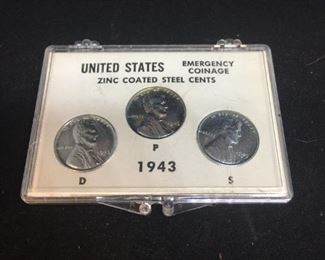 UNITED STATES EMERGENCY COINAGE
ZINC COATED STEEL CENTS
P
D 1943 S